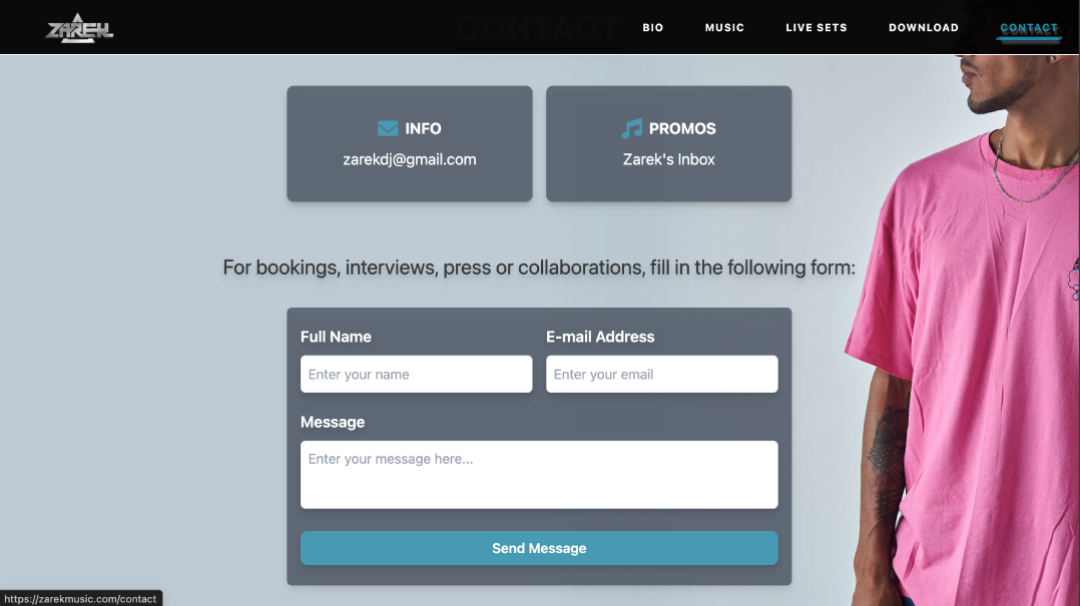 CONTACT
ZAREK
BIO
MUSIC
LIVE SETS
DOWNLOAD
CONTACT
INFO
zarekdj@gmail.com
PROMOS
Zarek's Inbox
For bookings, interviews, press or collaborations, fill in the following form:
Full Name
E-mail Address
Enter your name
Enter your email
Message
Enter your message here...
Send Message
https://zarekmusic.com/contact